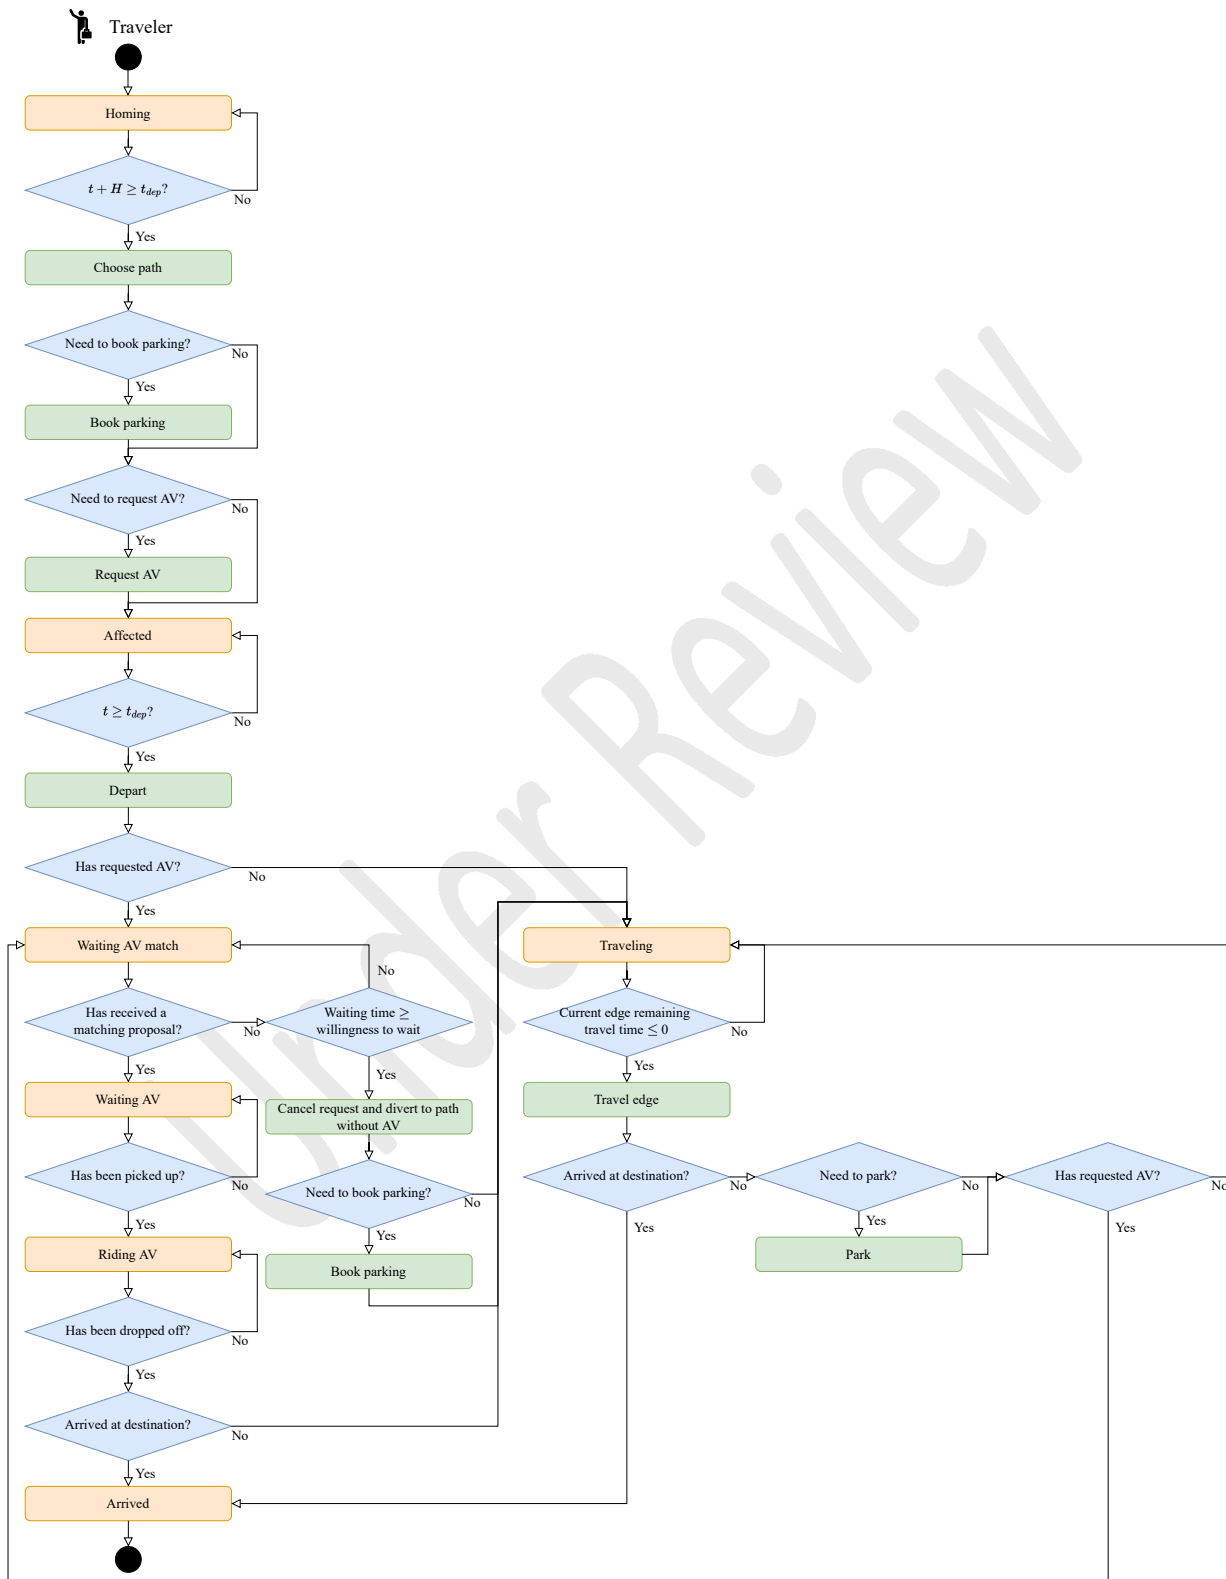 Traveler
Homing
t + H ≥ t_dep?
No
Yes
Choose path
Need to book parking?
No
Yes
Book parking
Need to request AV?
No
Yes
Request AV
Affected
t ≥ t_dep?
No
Yes
Depart
Has requested AV?
No
Yes
Waiting AV match
Has received a
matching proposal?
No
Yes
Waiting AV
Has been picked up?
No
Yes
Riding AV
Has been dropped off?
No
Yes
Arrived at destination?
No
Yes
Arrived
No
Waiting time ≥
willingness to wait
Yes
Cancel request and divert to path
without AV
Need to book parking?
No
Yes
Book parking
Traveling
Current edge remaining
travel time ≤ 0
No
Yes
Travel edge
Arrived at destination?
No
Yes
Need to park?
No
Yes
Park
Has requested AV?
No
Yes
Under Review